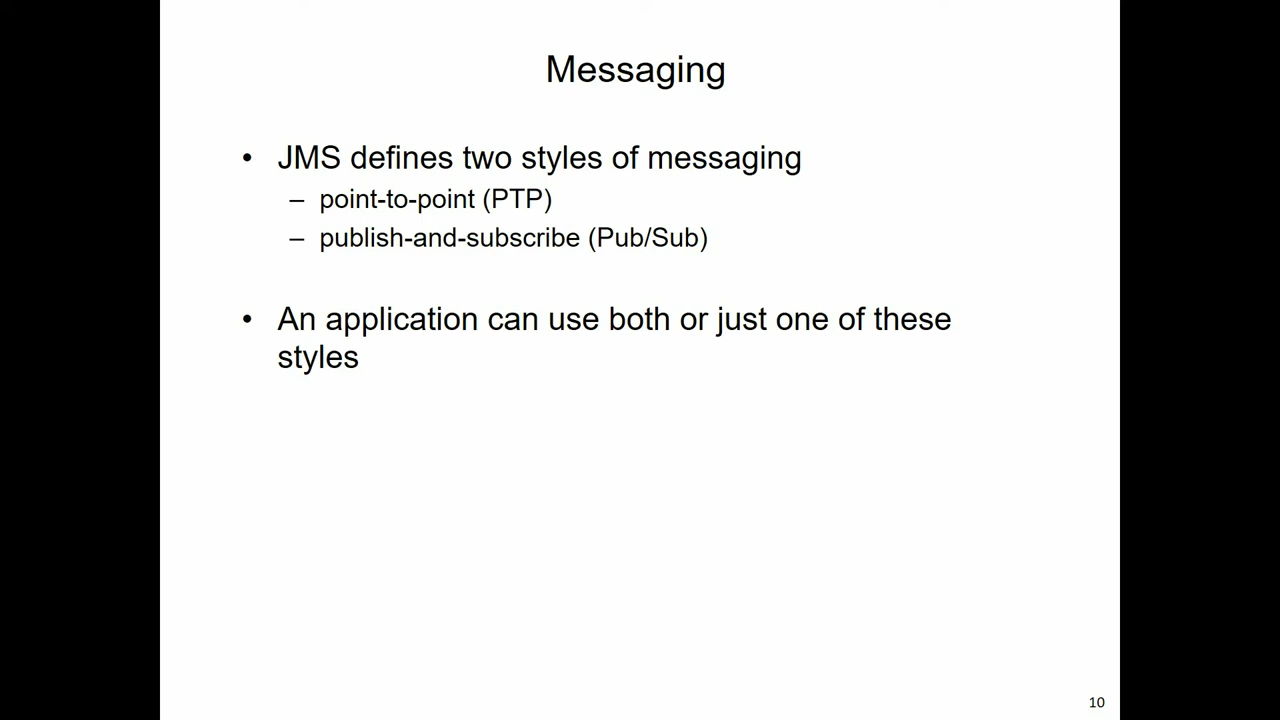 Messaging
• JMS defines two styles of messaging
– point-to-point (PTP)
– publish-and-subscribe (Pub/Sub)
• An application can use both or just one of these
styles
10